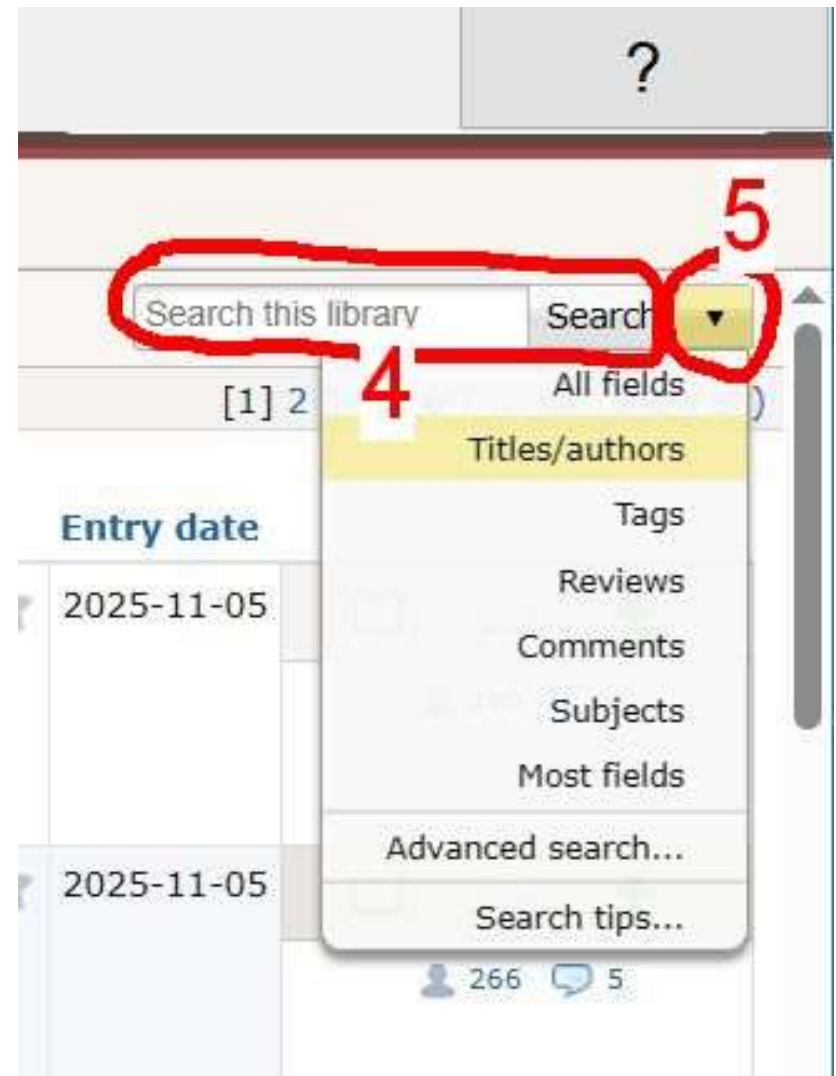 ?
5
Search this library Search ▼
4
[1] 2 )
All fields
Titles/authors
Entry date
Tags
2025-11-05
Reviews
Comments
Subjects
Most fields
Advanced search...
2025-11-05
Search tips...
266 5